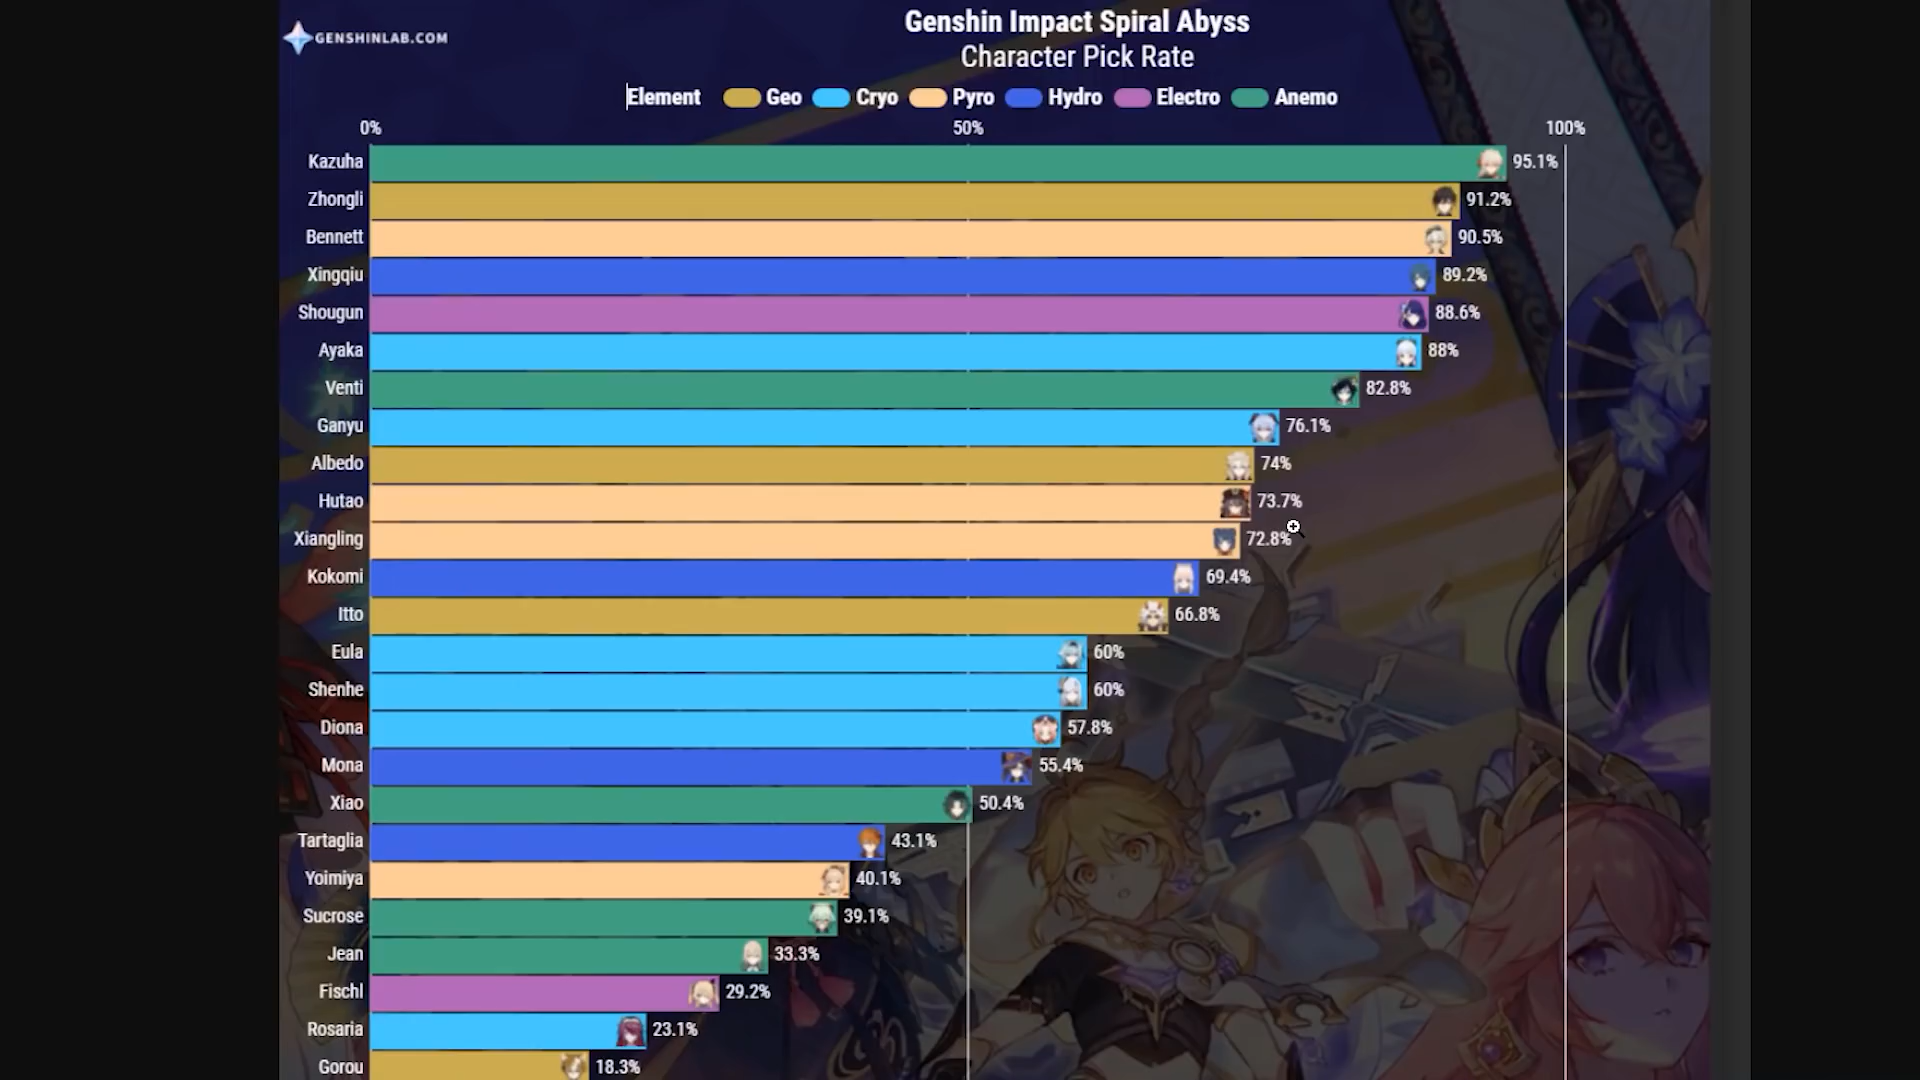 GENSHINLAB.COM
Genshin Impact Spiral Abyss
Character Pick Rate
Element Geo Cryo Pyro Hydro Electro Anemo
0% 50% 100%
Kazuha 95.1%
Zhongli 91.2%
Bennett 90.5%
Xingqiu 89.2%
Shougun 88.6%
Ayaka 88%
Venti 82.8%
Ganyu 76.1%
Albedo 74%
Hutao 73.7%
Xiangling 72.8%
Kokomi 69.4%
Itto 66.8%
Eula 60%
Shenhe 60%
Diona 57.8%
Mona 55.4%
Xiao 50.4%
Tartaglia 43.1%
Yoimiya 40.1%
Sucrose 39.1%
Jean 33.3%
Fischl 29.2%
Rosaria 23.1%
Gorou 18.3%